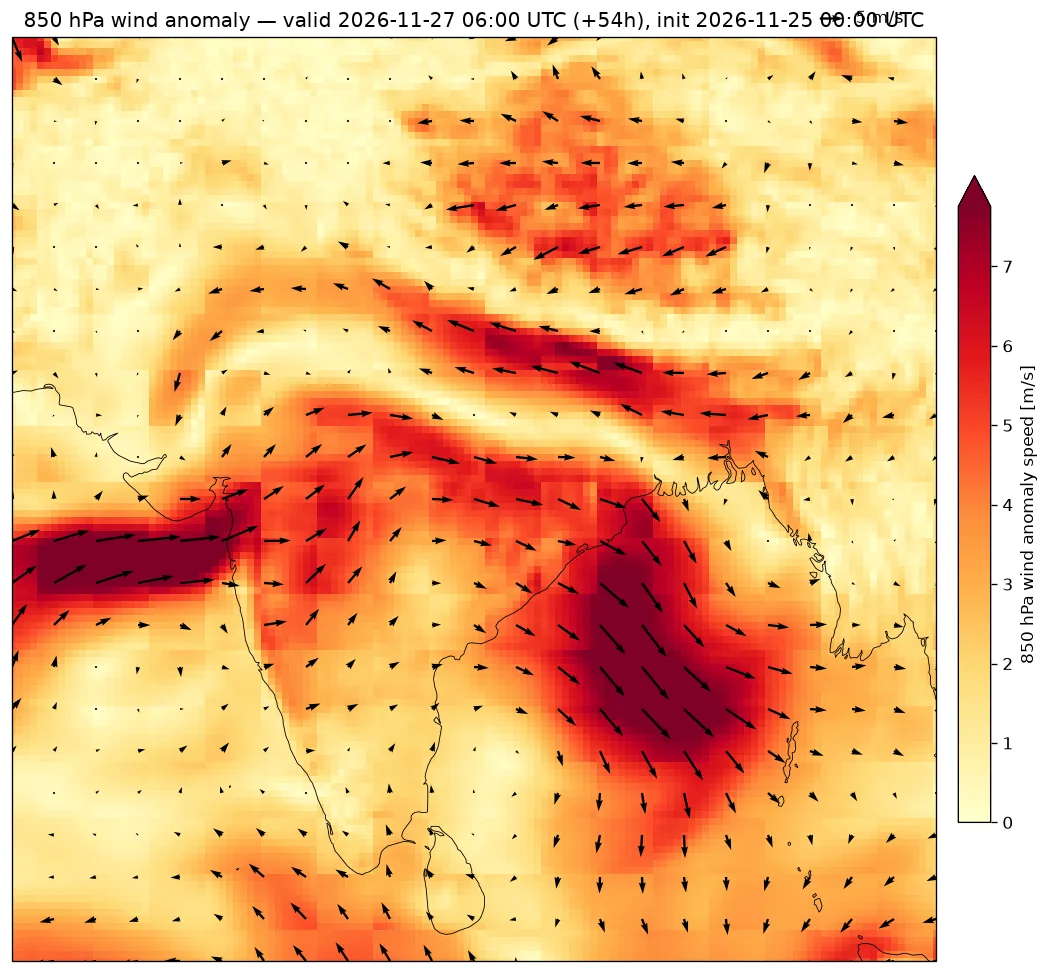 850 hPa wind anomaly — valid 2026-11-27 06:00 UTC (+54h), init 2026-11-25 00:00 UTC
5 m/s
7
6
5
4
3
2
1
0
850 hPa wind anomaly speed [m/s]